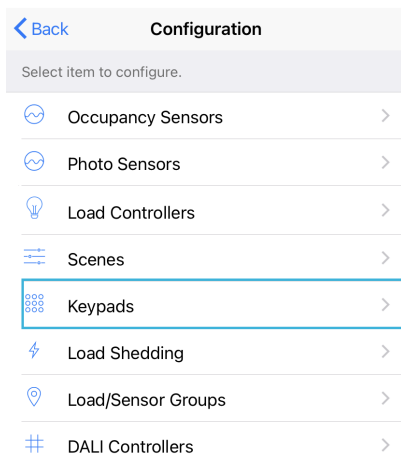 Back Configuration
Select item to configure.
Occupancy Sensors
Photo Sensors
Load Controllers
Scenes
Keypads
Load Shedding
Load/Sensor Groups
DALI Controllers